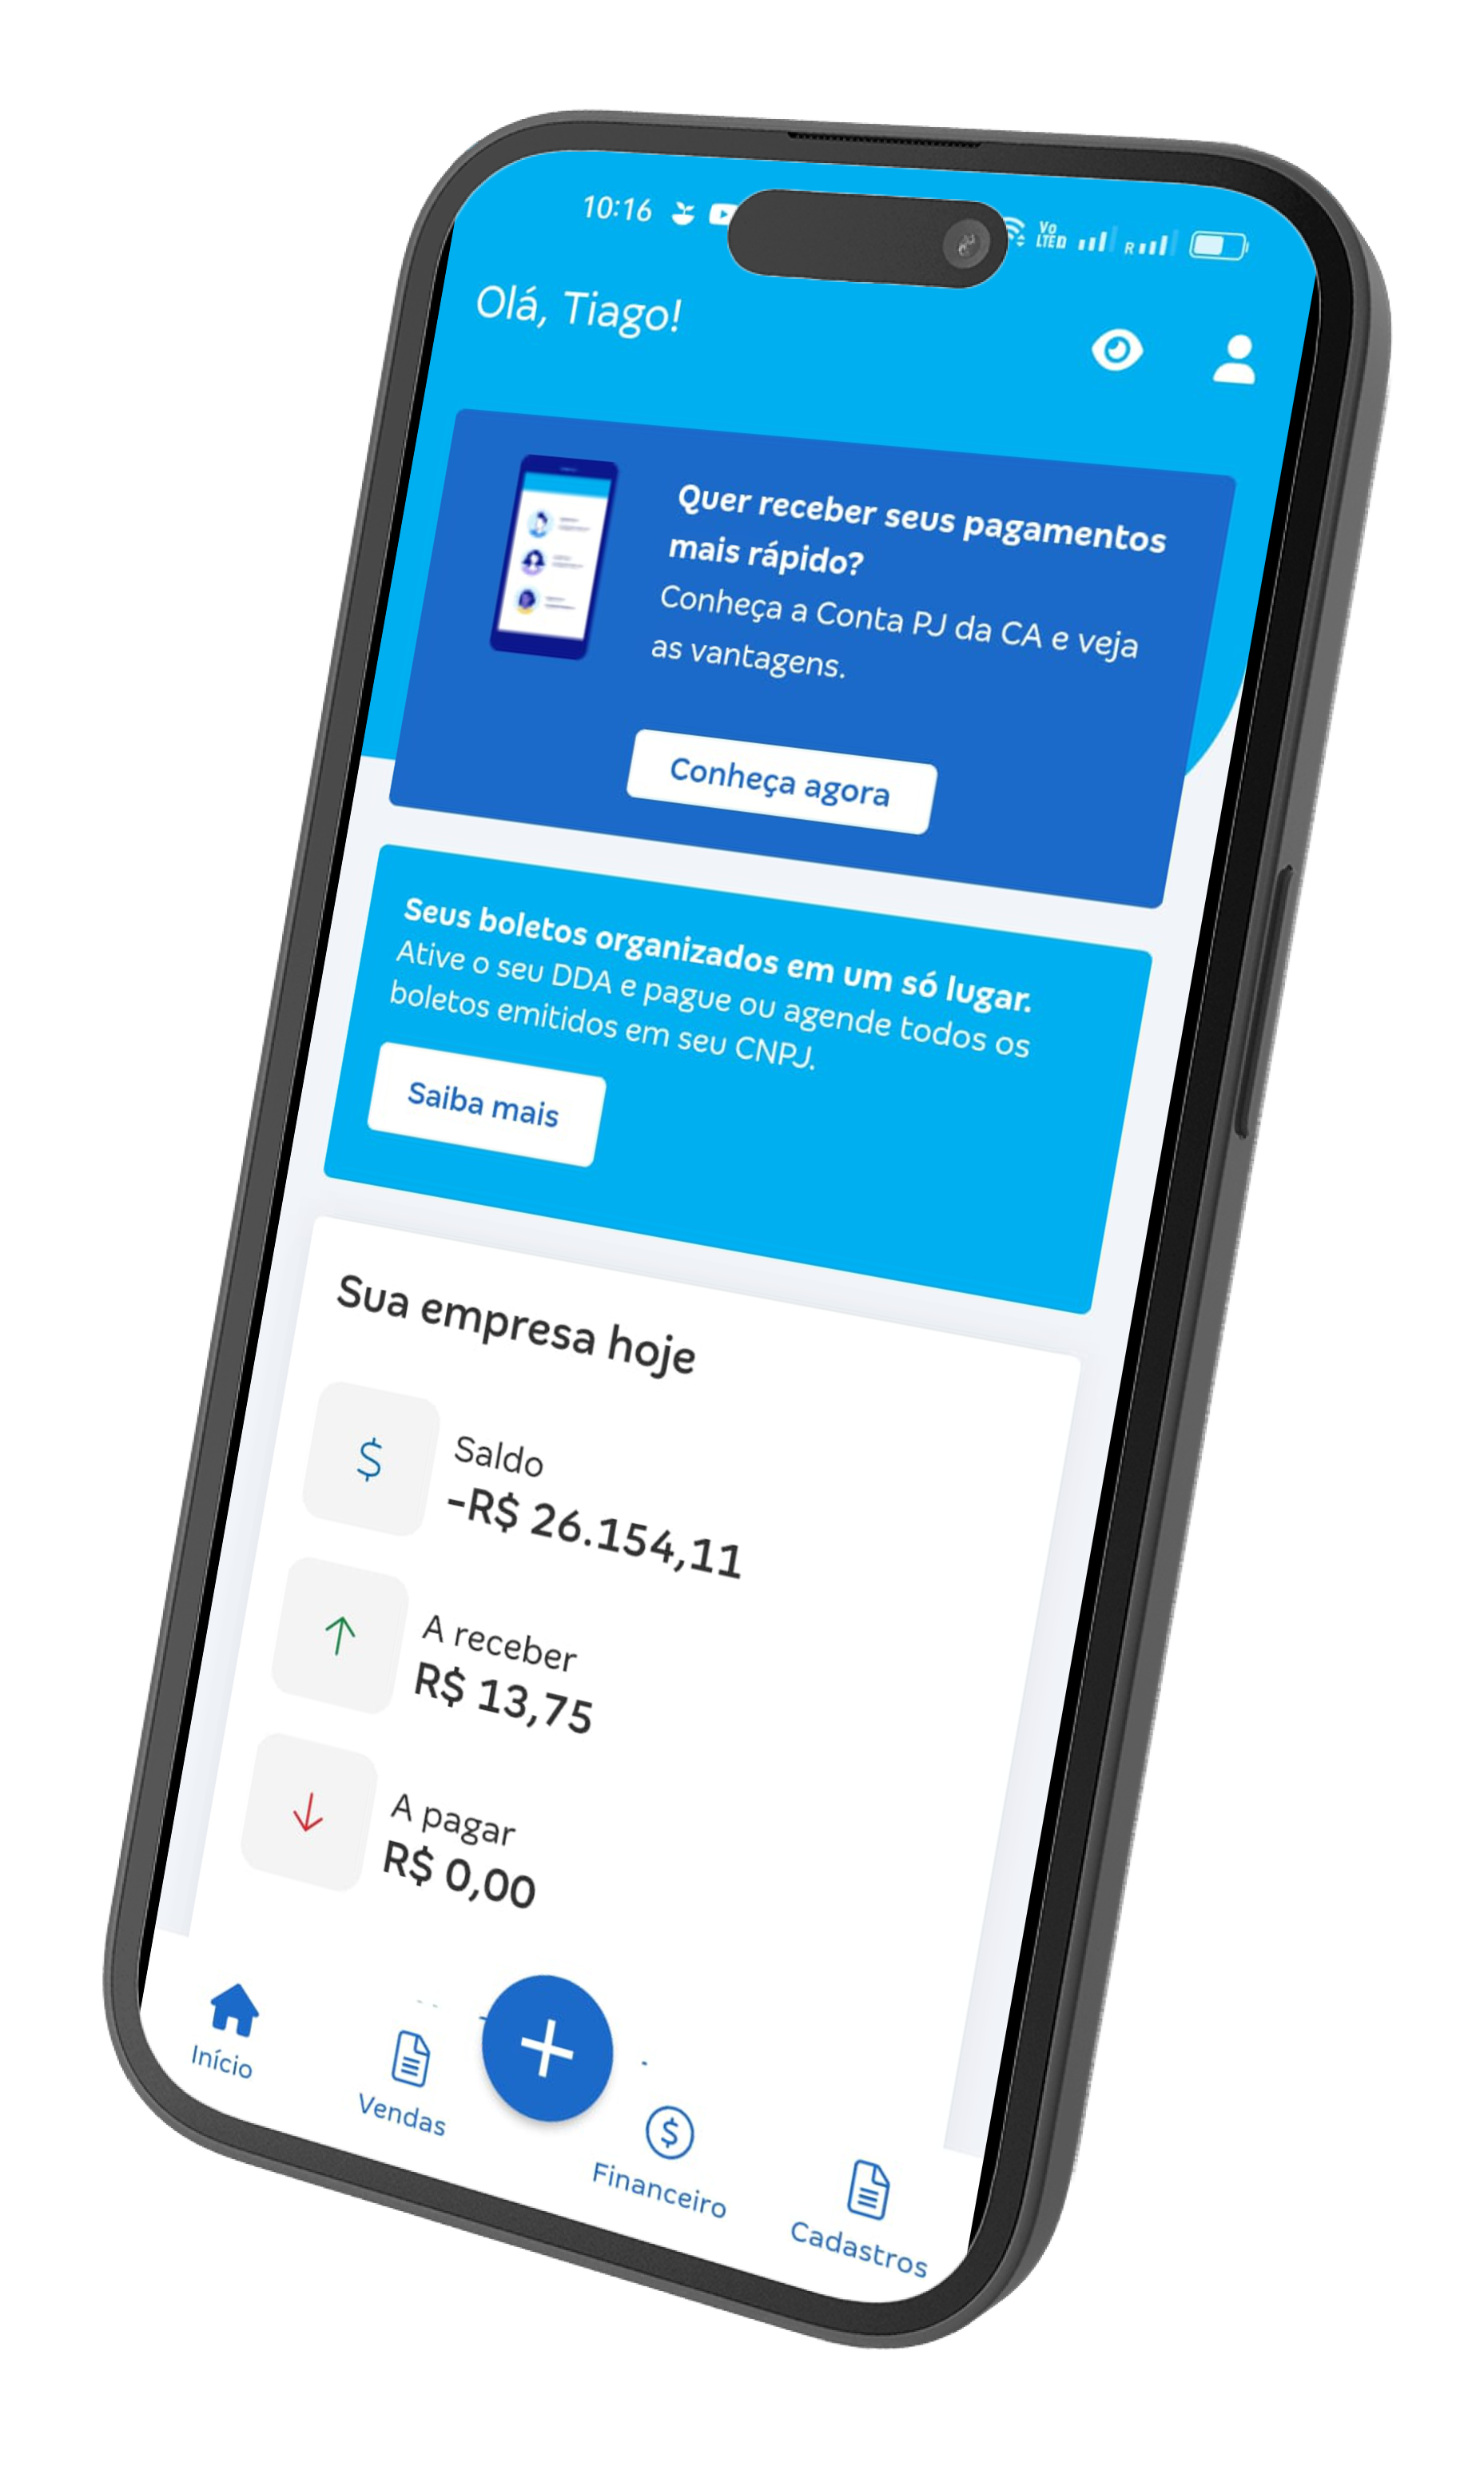 10:16
Vo
LTED
R
Olá, Tiago!
Quer receber seus pagamentos
mais rápido?
Conheça a Conta PJ da CA e veja
as vantagens.
Conheça agora
Seus boletos organizados em um só lugar.
Ative o seu DDA e pague ou agende todos os
boletos emitidos em seu CNPJ.
Saiba mais
Sua empresa hoje
$
Saldo
-R$ 26.154,11
A receber
R$ 13,75
A pagar
R$ 0,00
+
$
Início
Vendas
Financeiro
Cadastros